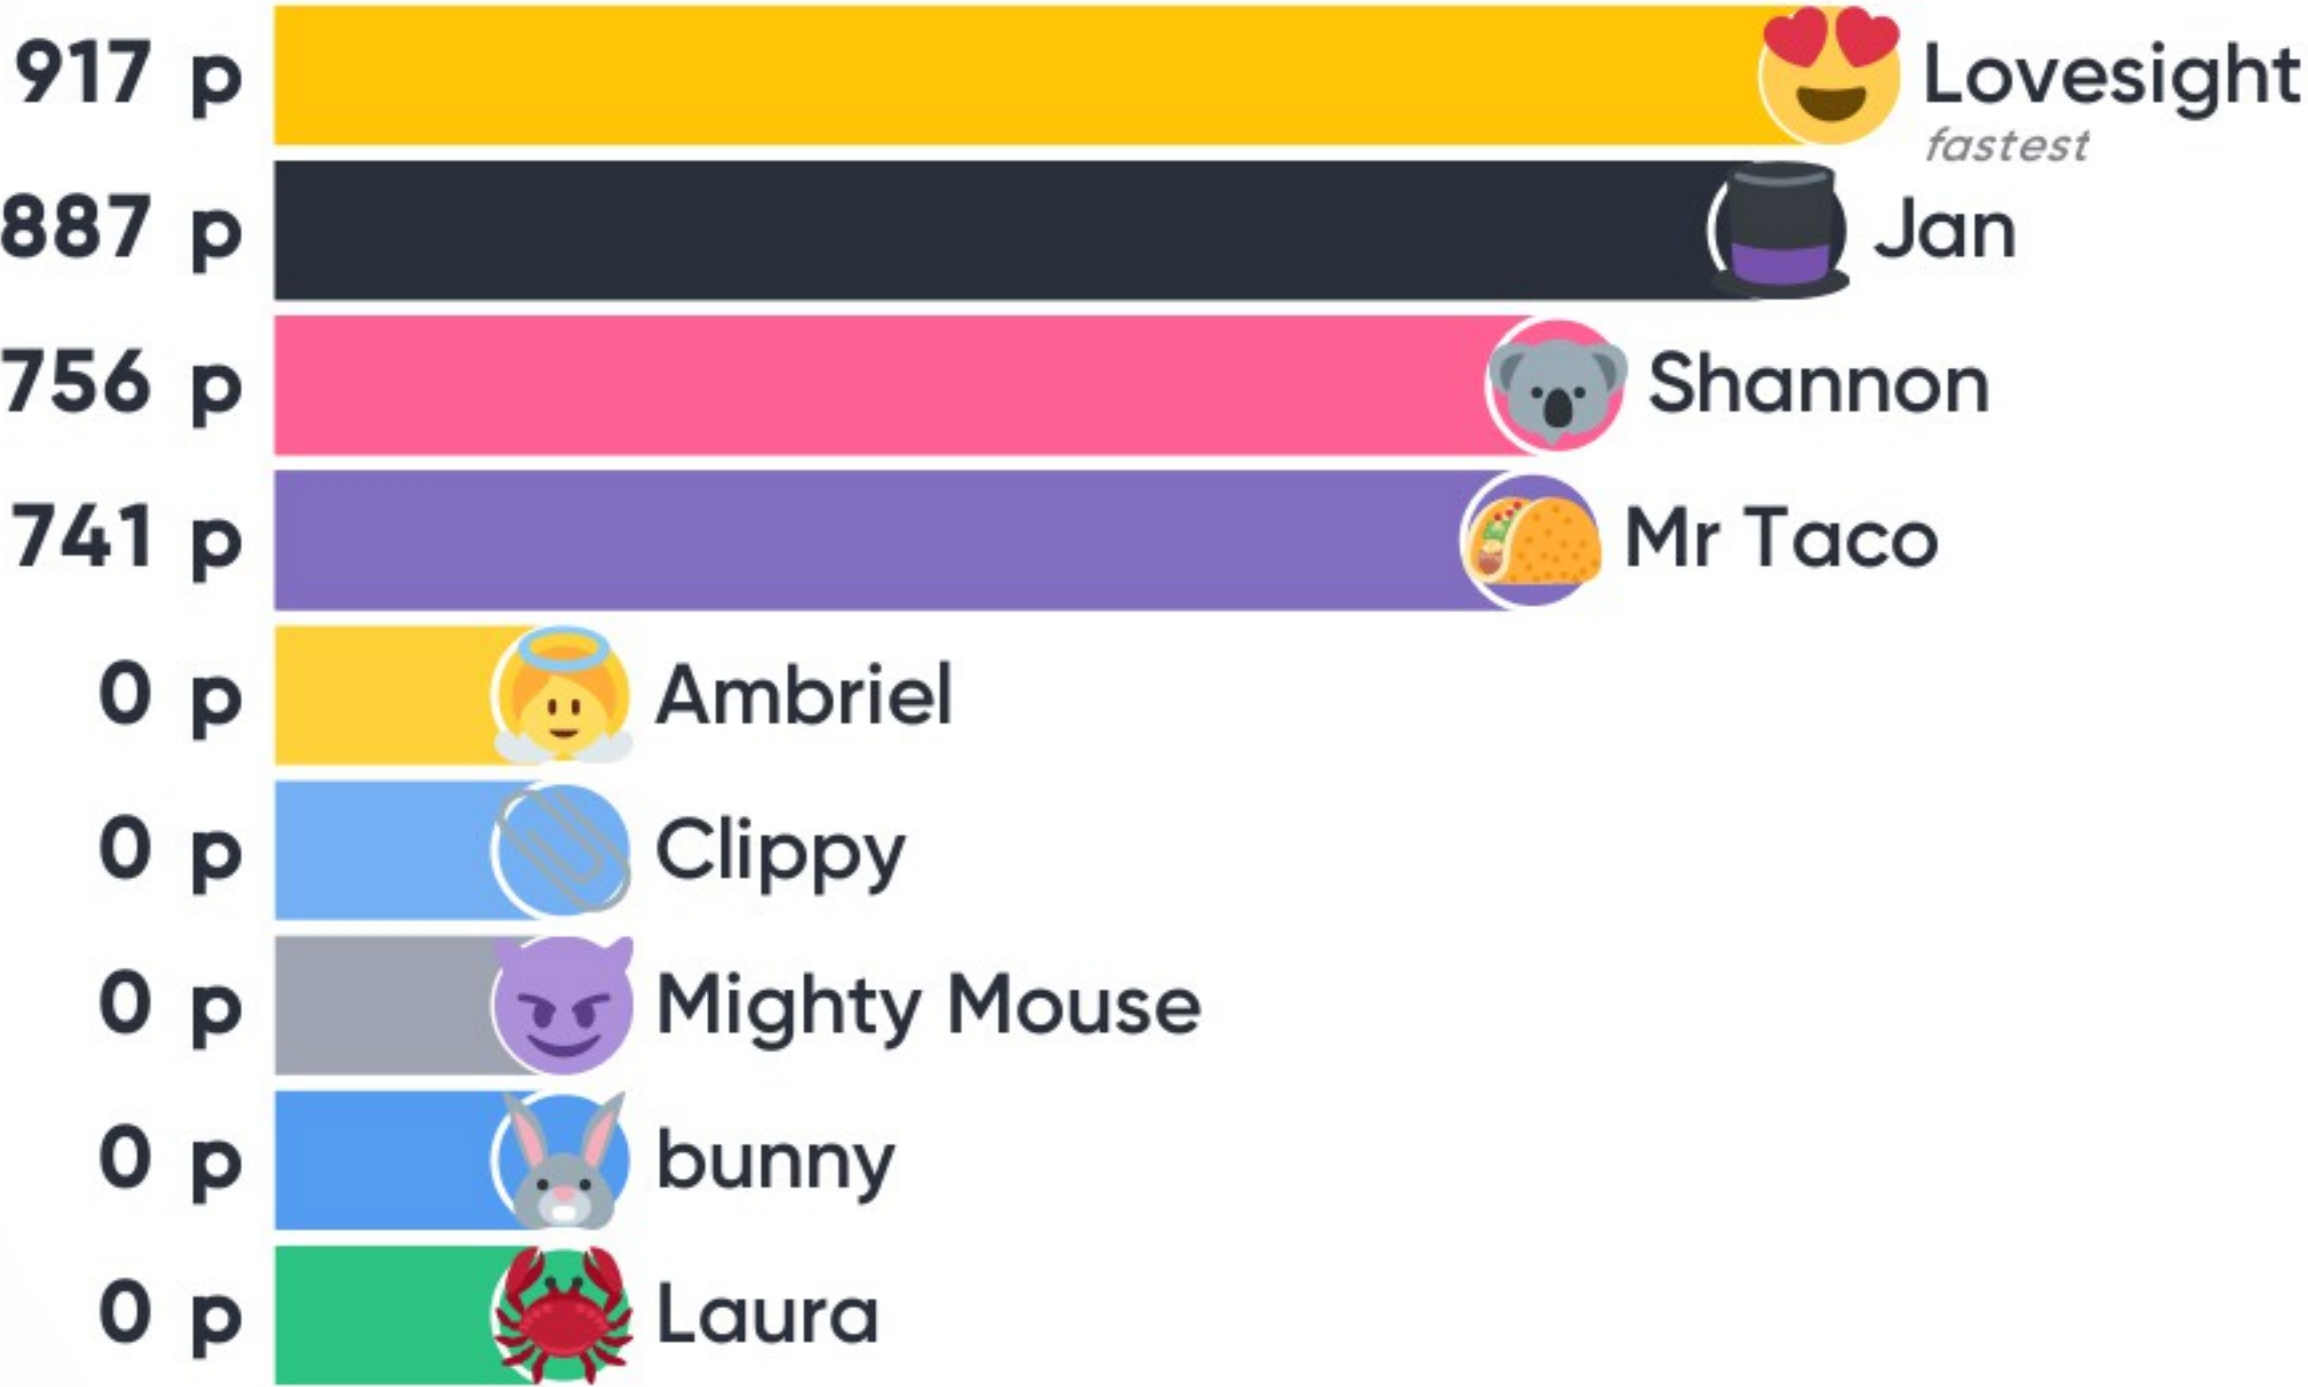 917 p Lovesight
fastest
887 p Jan
756 p Shannon
741 p Mr Taco
0 p Ambriel
0 p Clippy
0 p Mighty Mouse
0 p bunny
0 p Laura